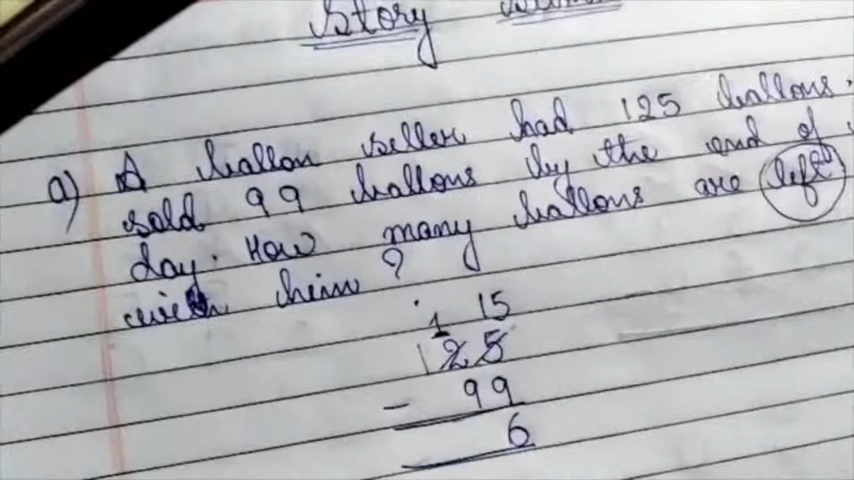 Story
a) A ballon seller had 125 ballons.
sold 99 ballons by the end of
day. How many ballons are left
with him ?
1 15
125
- 99
6